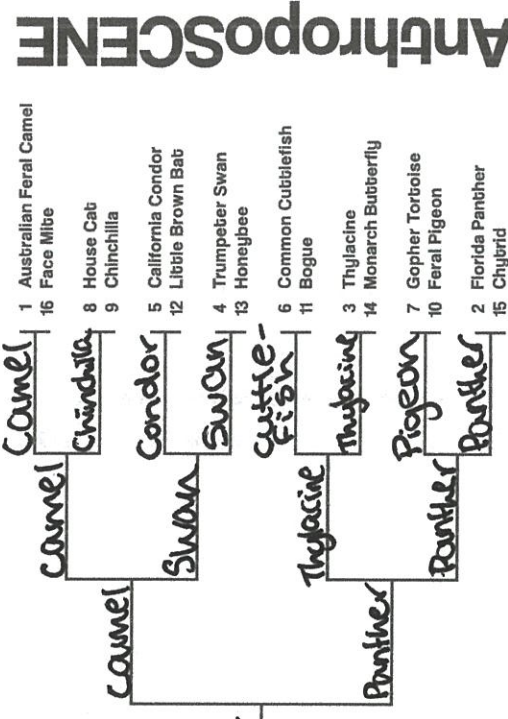 AnthropoSCENE
1 Australian Feral Camel
16 Face Mite
8 House Cat
9 Chinchilla
5 California Condor
12 Little Brown Bat
4 Trumpeter Swan
13 Honeybee
6 Common Cuttlefish
11 Bogue
3 Thylacine
14 Monarch Butterfly
7 Gopher Tortoise
10 Feral Pigeon
2 Florida Panther
15 Chytrid
Camel
Chinchilla
Condor
Swan
Cuttle-
Fish
Thylacine
Pigeon
Panther
Camel
Swan
Thylacine
Panther
Camel
Panther